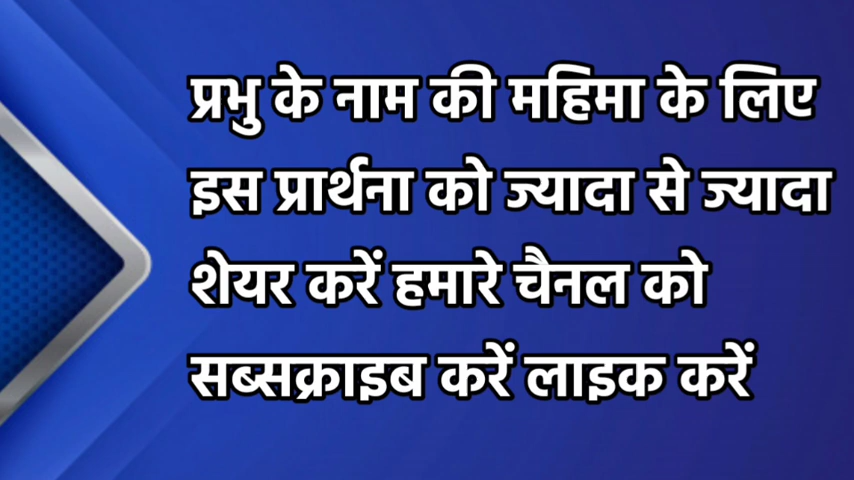 प्रभु के नाम की महिमा के लिए
इस प्रार्थना को ज्यादा से ज्यादा
शेयर करें हमारे चैनल को
सब्सक्राइब करें लाइक करें